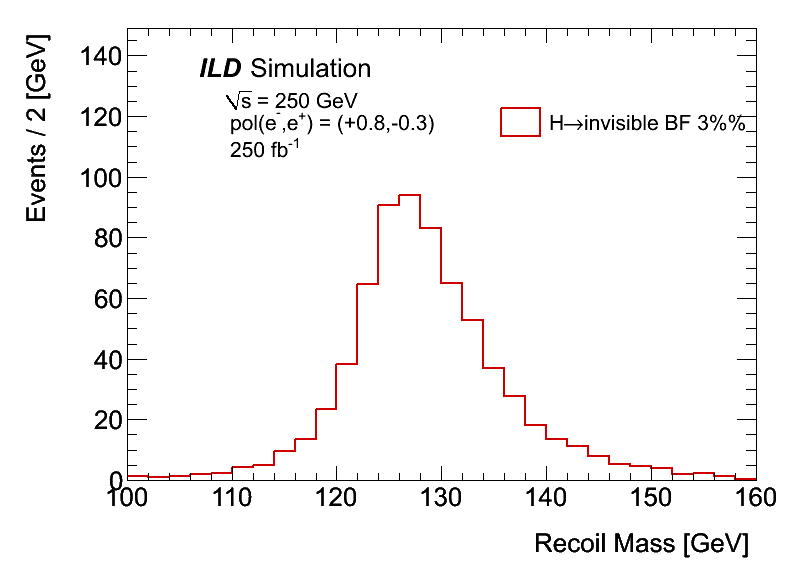 ILD Simulation
√s = 250 GeV
pol(e⁻,e⁺) = (+0.8,-0.3)
250 fb⁻¹
H→invisible BF 3%%
Events / 2 [GeV]
140
120
100
80
60
40
20
0
100 110 120 130 140 150 160
Recoil Mass [GeV]